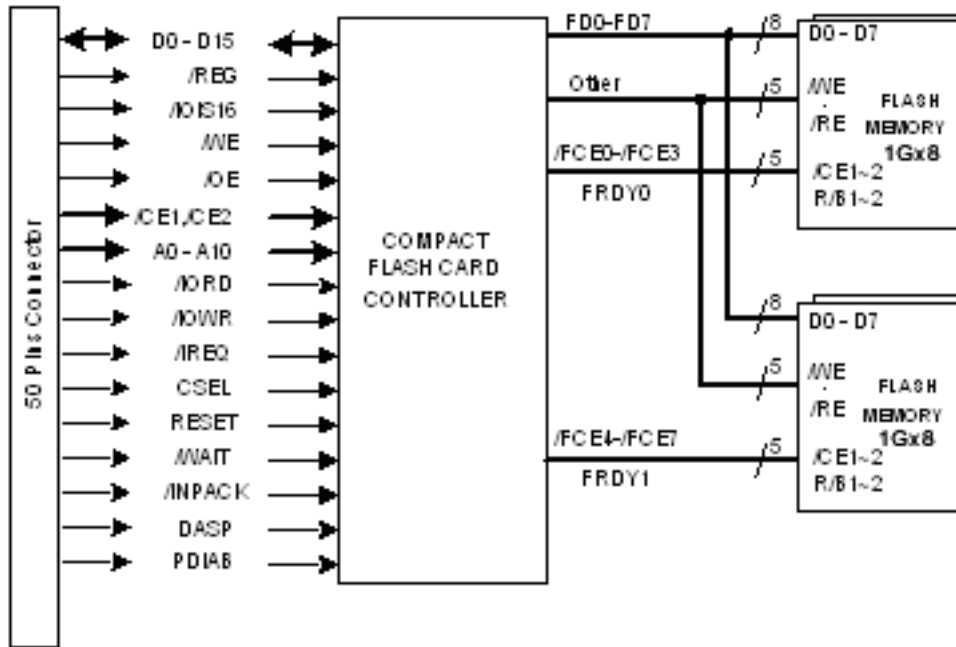 50 Pins Connector
D0 - D15
/REG
/IOIS16
/WE
/OE
/CE1,/CE2
A0 - A10
/IORD
/IOWR
/IREQ
CSEL
RESET
/WAIT
/INPACK
DASP
PDIAB
COMPACT
FLASH CARD
CONTROLLER
FD0-FD7
8
Other
5
/FCE0-/FCE3
5
FRDY0
D0 - D7
/WE
/RE
FLASH
MEMORY
1Gx8
/CE1~2
R/B1~2
8
5
/FCE4-/FCE7
5
FRDY1
D0 - D7
/WE
/RE
FLASH
MEMORY
1Gx8
/CE1~2
R/B1~2